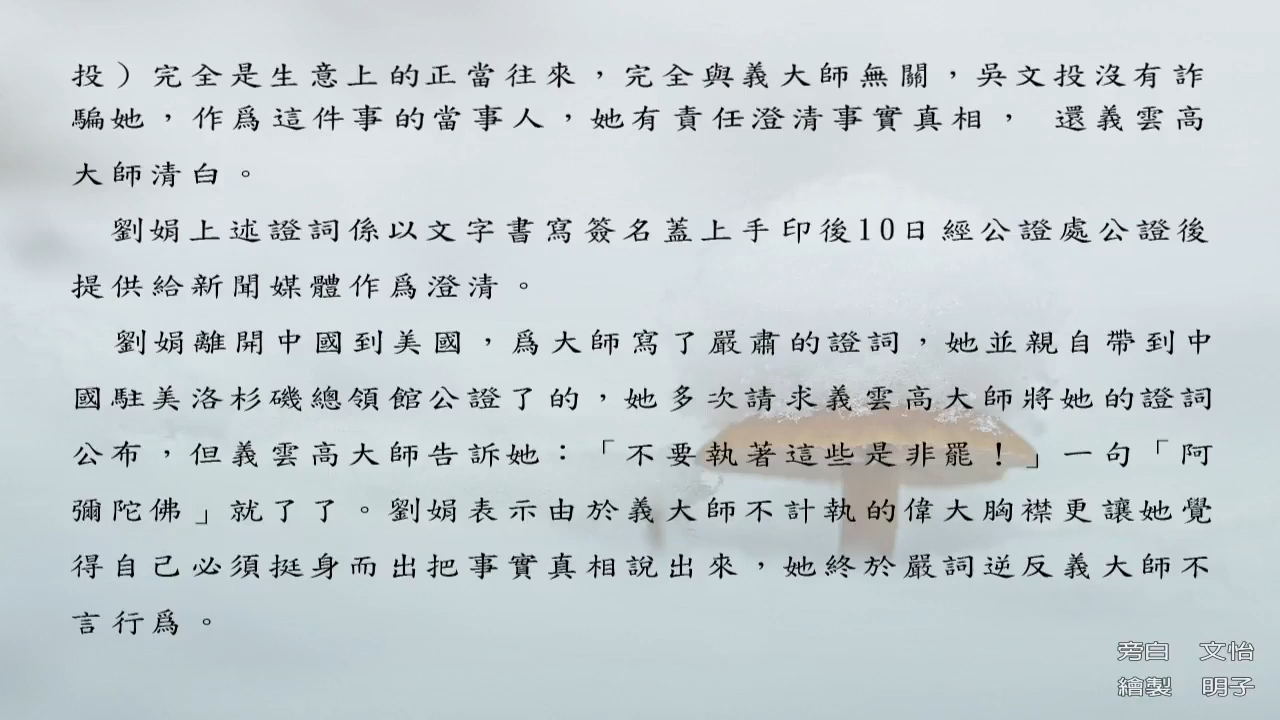 投）完全是生意上的正當往來，完全與義大師無關，吳文投沒有詐
騙她，作爲這件事的當事人，她有責任澄清事實真相， 還義雲高
大師清白。
劉娟上述證詞係以文字書寫簽名蓋上手印後10日經公證處公證後
提供給新聞媒體作爲澄清。
劉娟離開中國到美國，爲大師寫了嚴肅的證詞，她並親自帶到中
國駐美洛杉磯總領館公證了的，她多次請求義雲高大師將她的證詞
公布，但義雲高大師告訴她：「不要執著這些是非罷！」一句「阿
彌陀佛」就了了。劉娟表示由於義大師不計執的偉大胸襟更讓她覺
得自己必須挺身而出把事實真相說出來，她終於嚴詞逆反義大師不
言行爲。
旁白 文怡
繪製 明子